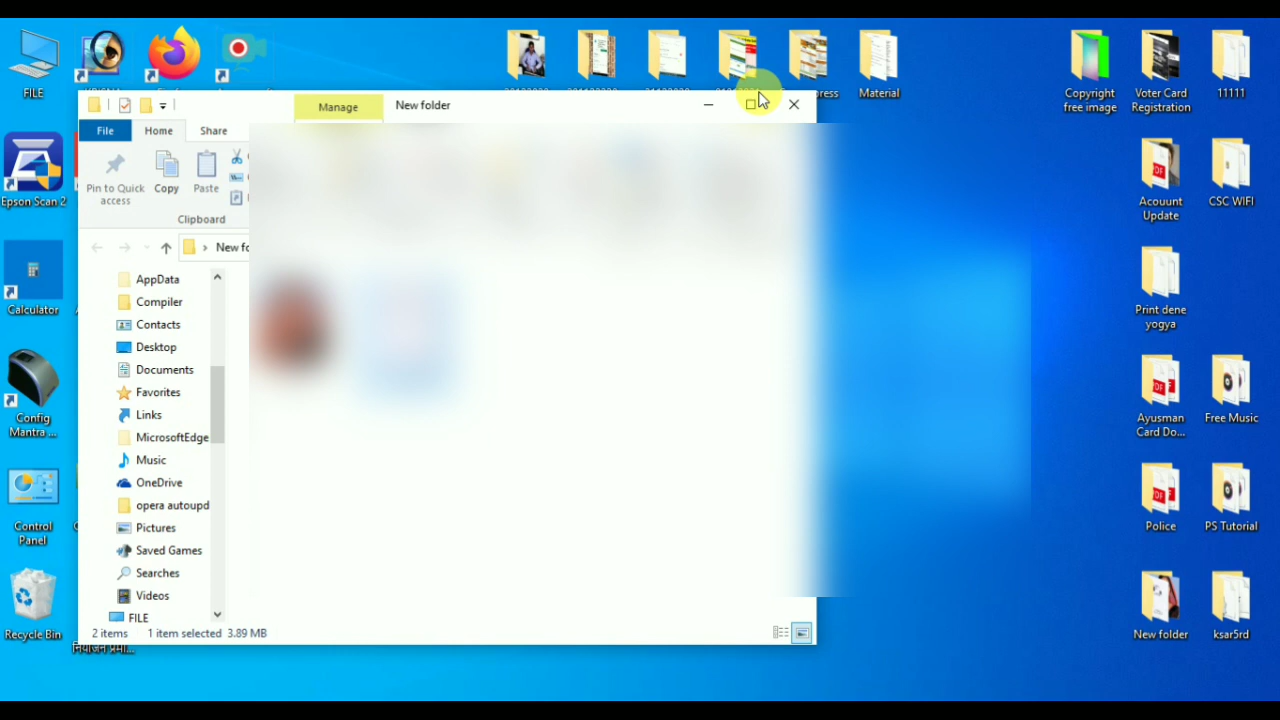 FILE
Material
Copyright
free image
Voter Card
Registration
11111
Manage
New folder
File
Home
Share
Pin to Quick
access
Copy
Paste
Clipboard
Epson Scan 2
Acouunt
Update
CSC WIFI
AppData
Compiler
Contacts
Desktop
Documents
Favorites
Links
MicrosoftEdge
Music
OneDrive
opera autoupd
Pictures
Saved Games
Searches
Videos
FILE
Calculator
Print dene
yogya
Config
Mantra ...
Ayusman
Card Do...
Free Music
Control
Panel
Police
PS Tutorial
Recycle Bin
New folder
ksar5rd
2 items 1 item selected 3.89 MB